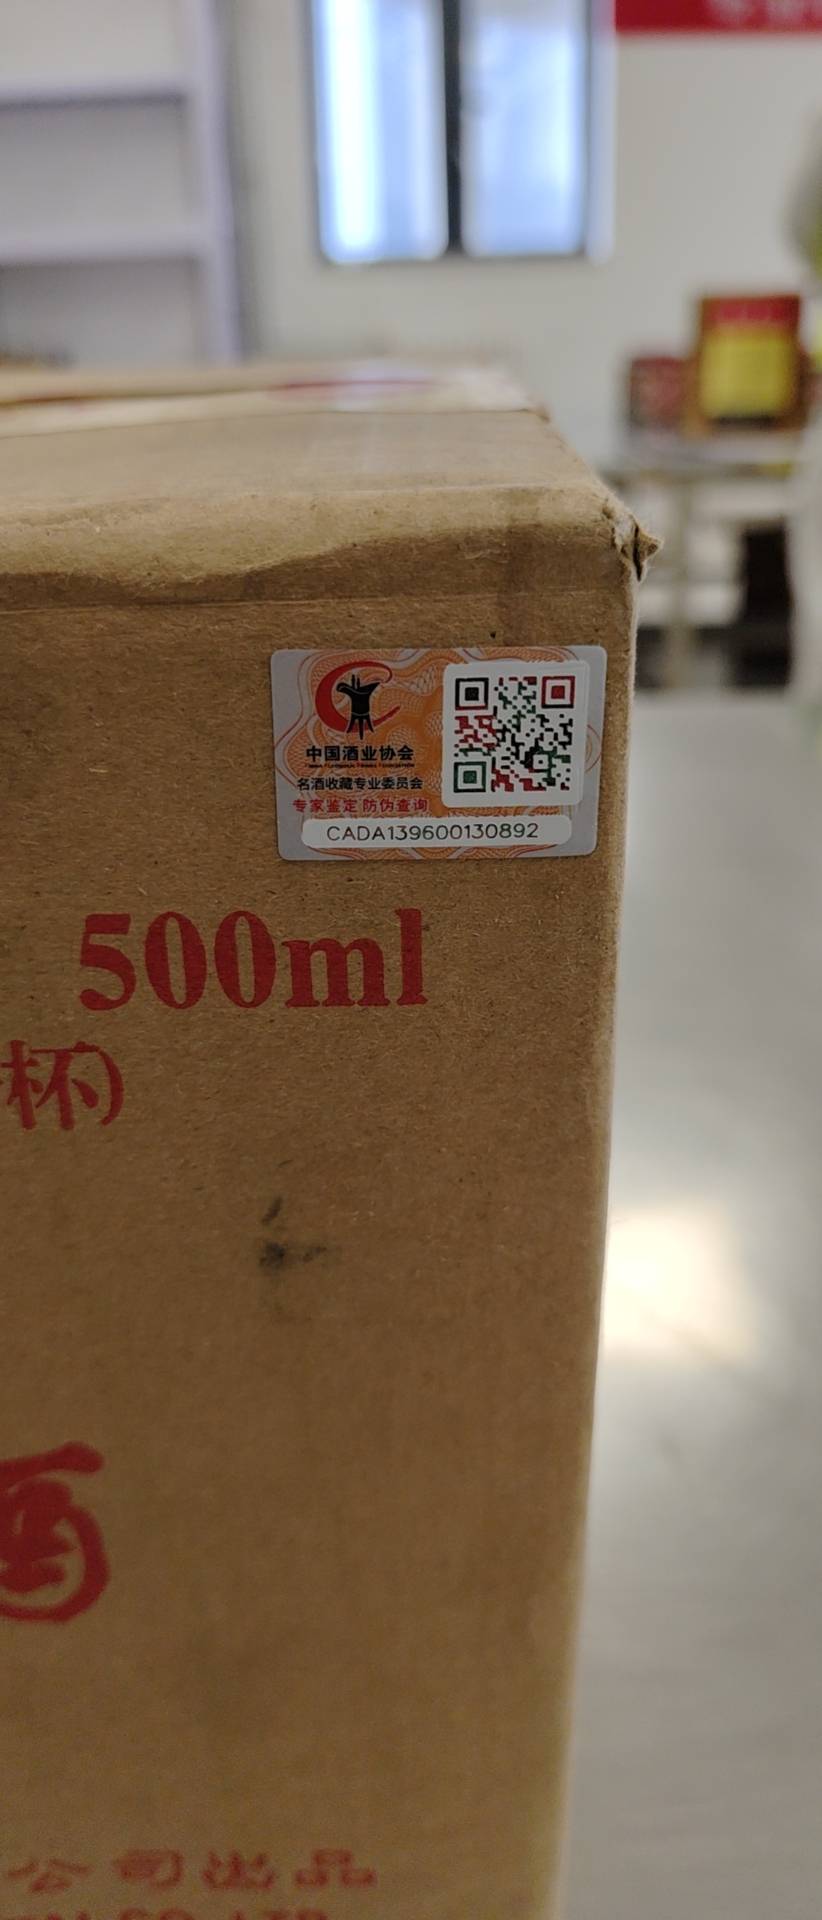 中国酒业协会
名酒收藏专业委员会
专家鉴定 防伪查询
CADA139600130892
500ml
杯)
酒
公司出品